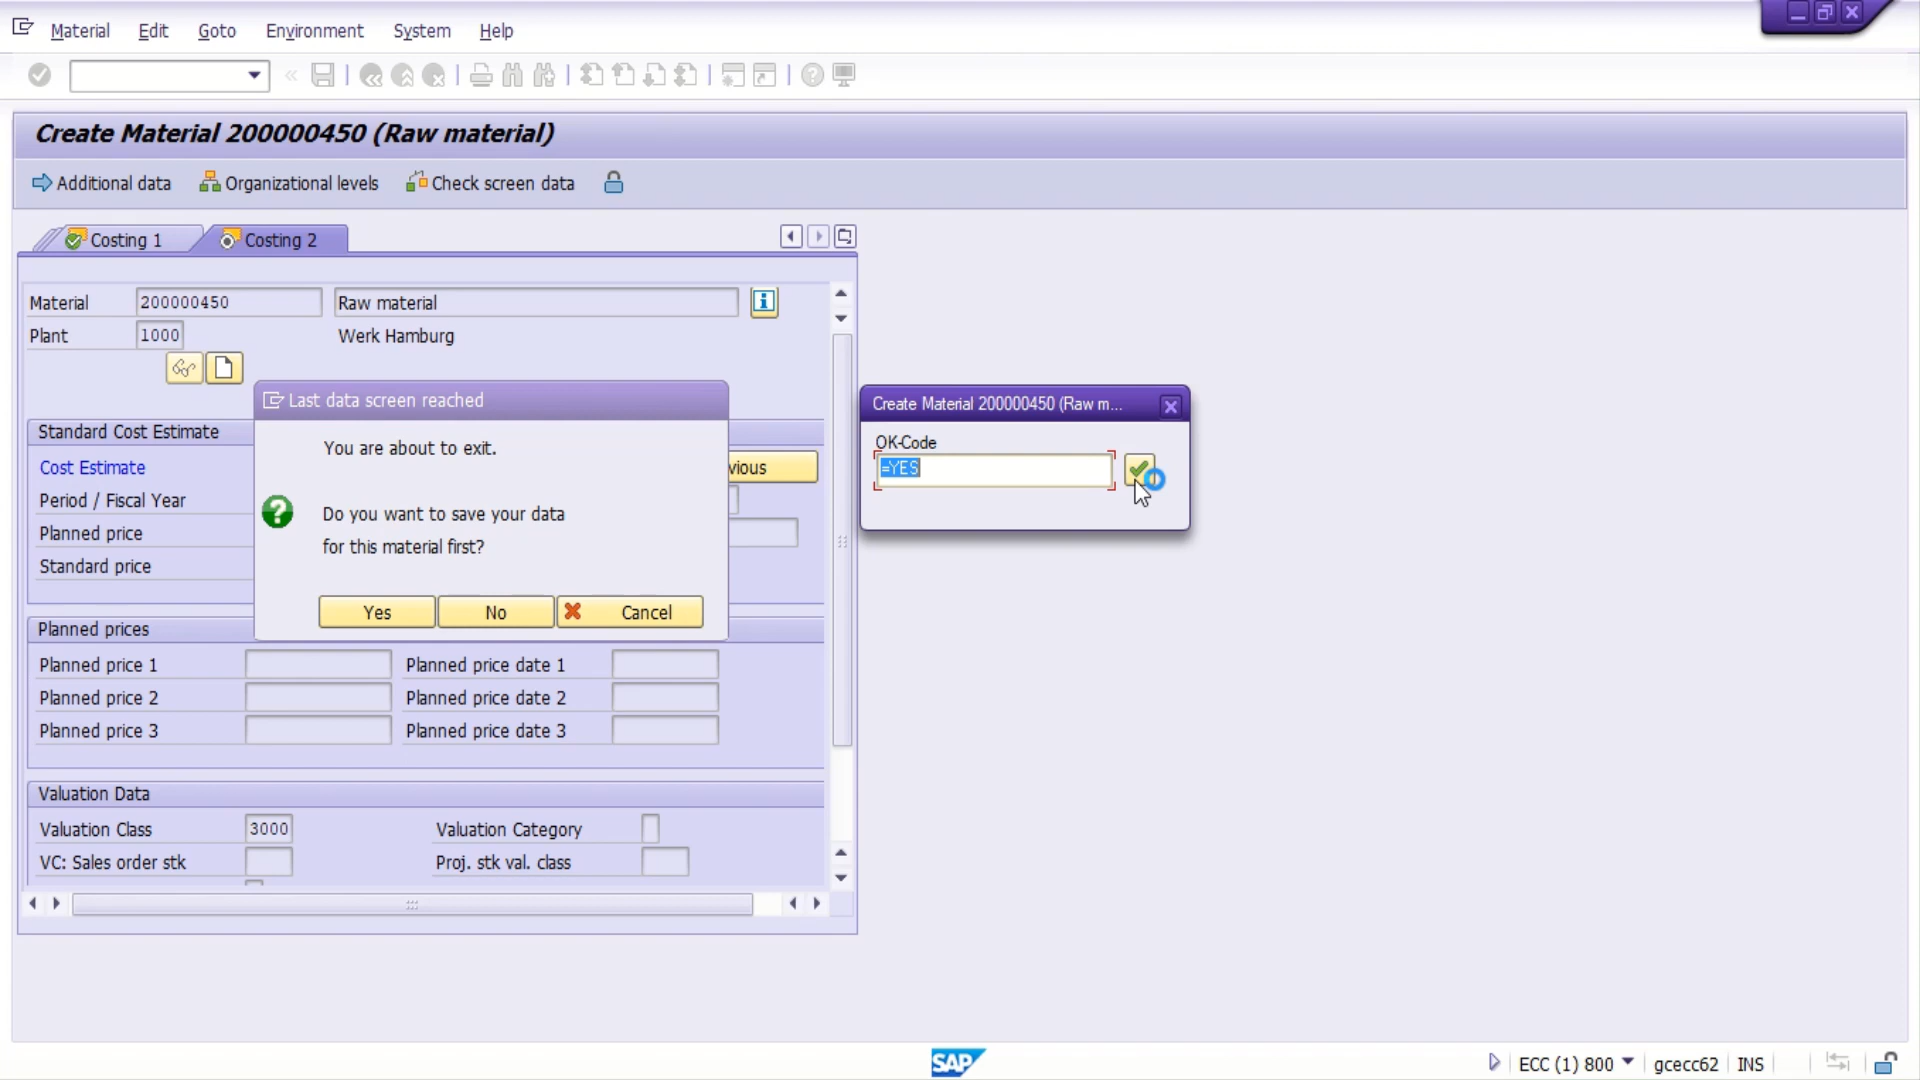 Material Edit Goto Environment System Help
Create Material 200000450 (Raw material)
Additional data Organizational levels Check screen data
Costing 1 Costing 2
Material 200000450 Raw material
Plant 1000 Werk Hamburg
Last data screen reached
You are about to exit.
Do you want to save your data
for this material first?
Yes No Cancel
Create Material 200000450 (Raw m...
OK-Code
=YES
Standard Cost Estimate
Cost Estimate vious
Period / Fiscal Year
Planned price
Standard price
Planned prices
Planned price 1 Planned price date 1
Planned price 2 Planned price date 2
Planned price 3 Planned price date 3
Valuation Data
Valuation Class 3000 Valuation Category
VC: Sales order stk Proj. stk val. class
SAP ECC (1) 800 gcecc62 INS